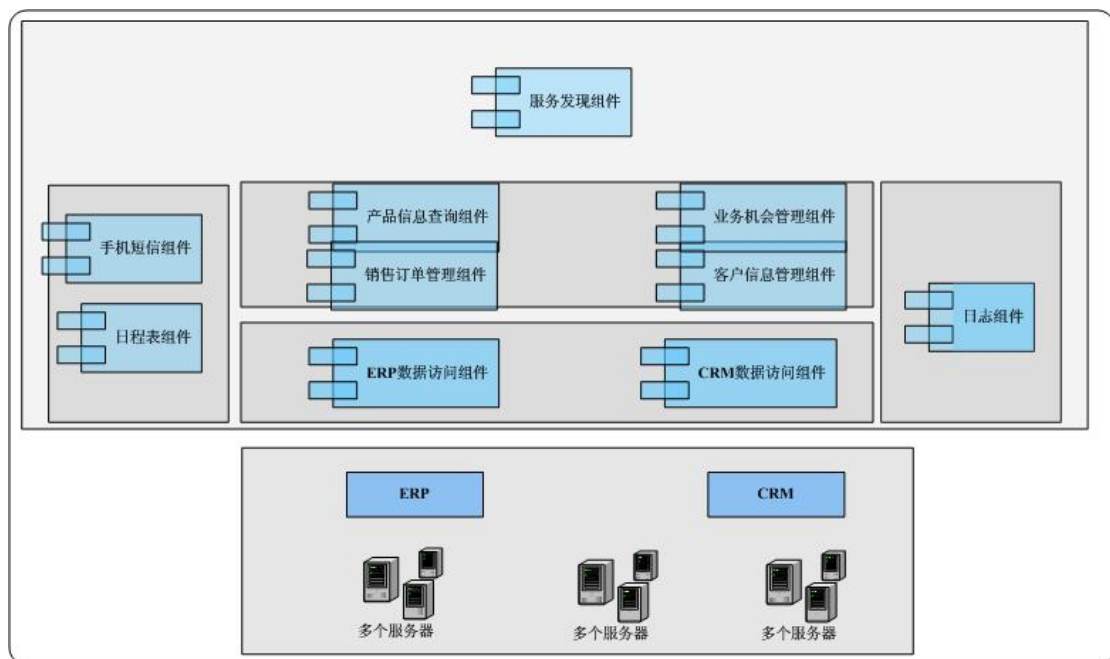 服务发现组件
产品信息查询组件
业务机会管理组件
手机短信组件
销售订单管理组件
客户信息管理组件
日志组件
日程表组件
ERP数据访问组件
CRM数据访问组件
ERP
CRM
多个服务器
多个服务器
多个服务器